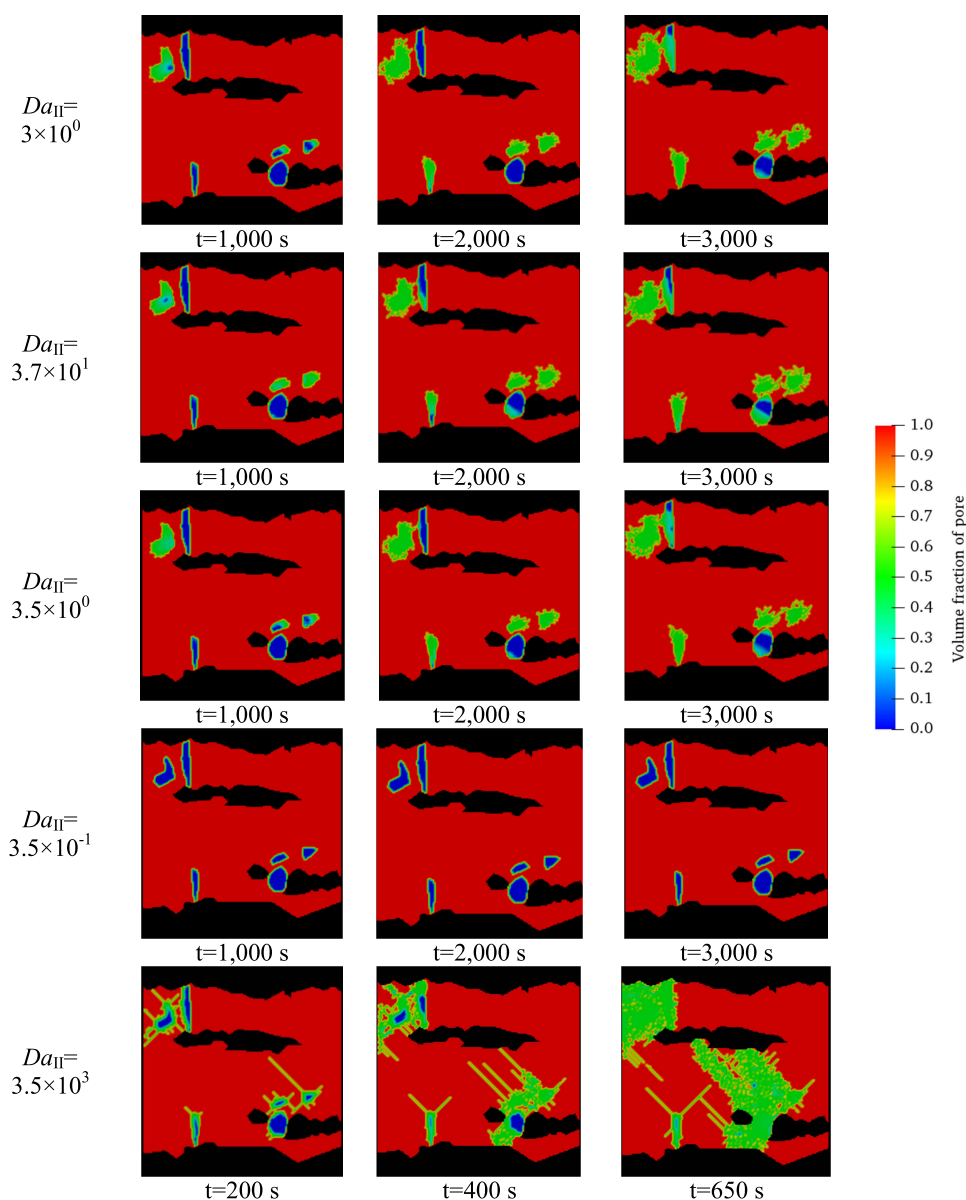 Da_II=
3×10^0
t=1,000 s
t=2,000 s
t=3,000 s
Da_II=
3.7×10^1
t=1,000 s
t=2,000 s
t=3,000 s
Da_II=
3.5×10^0
t=1,000 s
t=2,000 s
t=3,000 s
Da_II=
3.5×10^-1
t=1,000 s
t=2,000 s
t=3,000 s
Da_II=
3.5×10^3
t=200 s
t=400 s
t=650 s
1.0
0.9
0.8
0.7
0.6
0.5
0.4
0.3
0.2
0.1
0.0
Volume fraction of pore